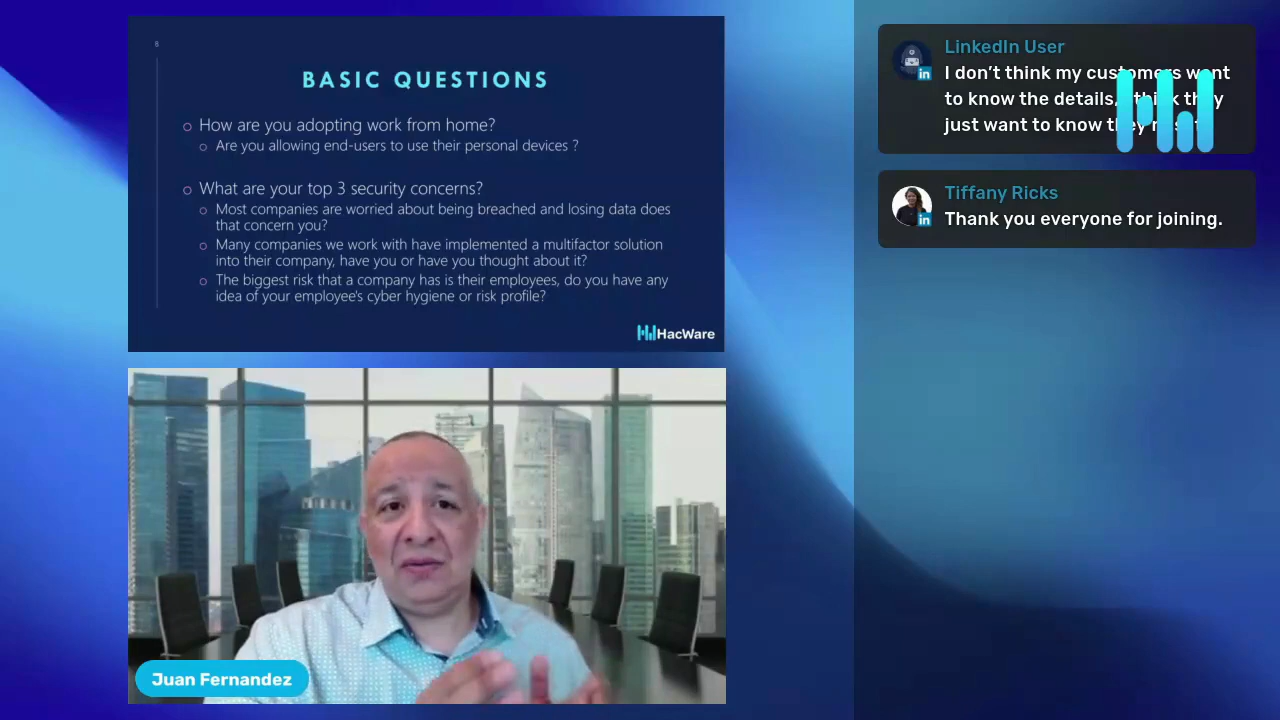 8
BASIC QUESTIONS
How are you adopting work from home?
Are you allowing end-users to use their personal devices ?
What are your top 3 security concerns?
Most companies are worried about being breached and losing data does
that concern you?
Many companies we work with have implemented a multifactor solution
into their company, have you or have you thought about it?
The biggest risk that a company has is their employees, do you have any
idea of your employee's cyber hygiene or risk profile?
HacWare
Juan Fernandez
LinkedIn User
I don't think my customers want
to know the details, think they
just want to know they
Tiffany Ricks
Thank you everyone for joining.